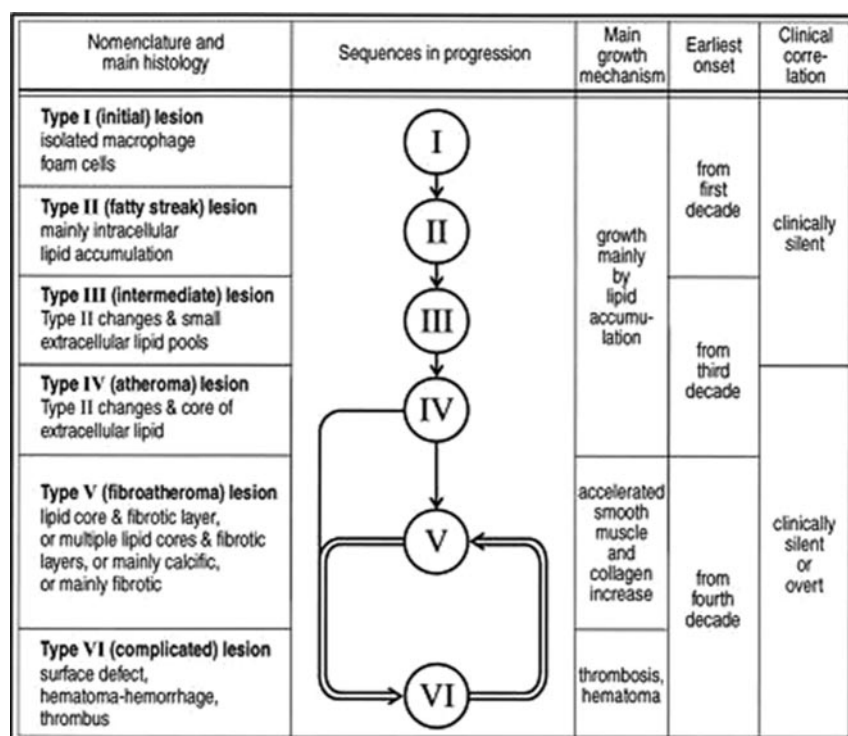 Nomenclature and
main histology
Sequences in progression
Main
growth
mechanism
Earliest
onset
Clinical
corre-
lation
Type I (initial) lesion
isolated macrophage
foam cells
Type II (fatty streak) lesion
mainly intracellular
lipid accumulation
Type III (intermediate) lesion
Type II changes & small
extracellular lipid pools
Type IV (atheroma) lesion
Type II changes & core of
extracellular lipid
Type V (fibroatheroma) lesion
lipid core & fibrotic layer,
or multiple lipid cores & fibrotic
layers, or mainly calcific,
or mainly fibrotic
Type VI (complicated) lesion
surface defect,
hematoma-hemorrhage,
thrombus
I
II
III
IV
V
VI
growth
mainly
by
lipid
accumu-
lation
accelerated
smooth
muscle
and
collagen
increase
thrombosis,
hematoma
from
first
decade
from
third
decade
from
fourth
decade
clinically
silent
clinically
silent
or
overt